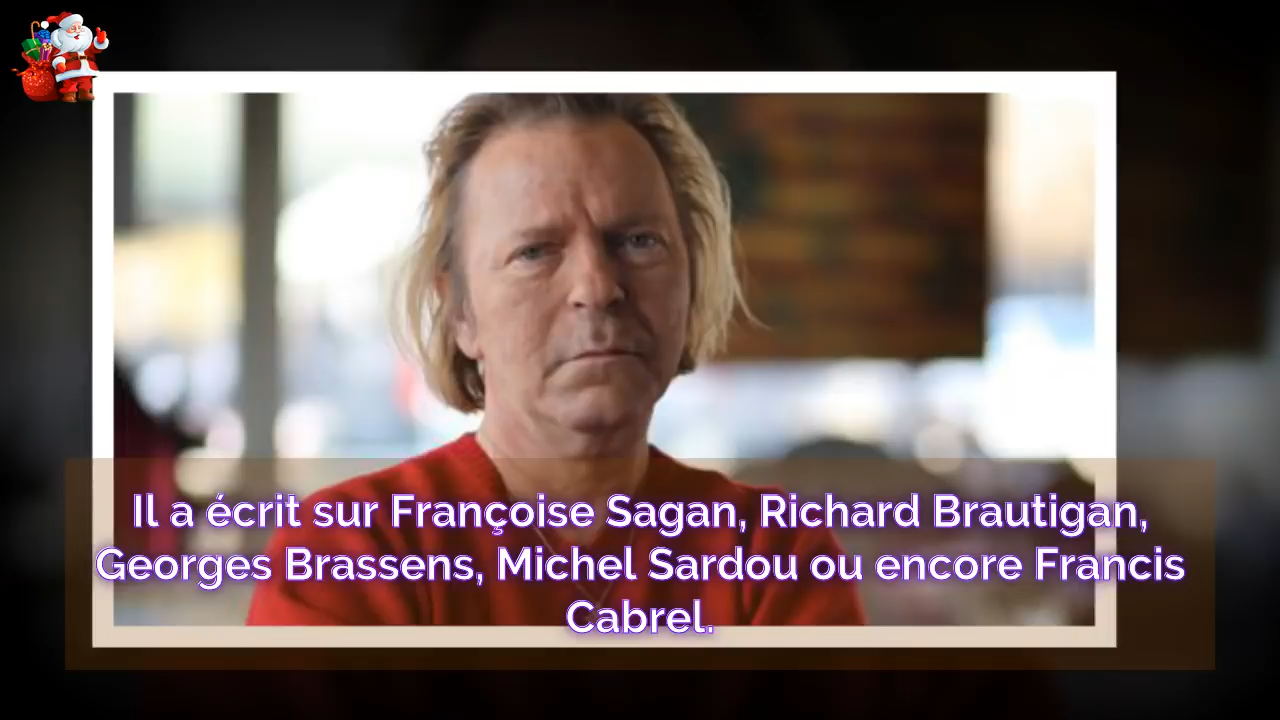 Il a écrit sur Françoise Sagan, Richard Brautigan,
Georges Brassens, Michel Sardou ou encore Francis
Cabrel.